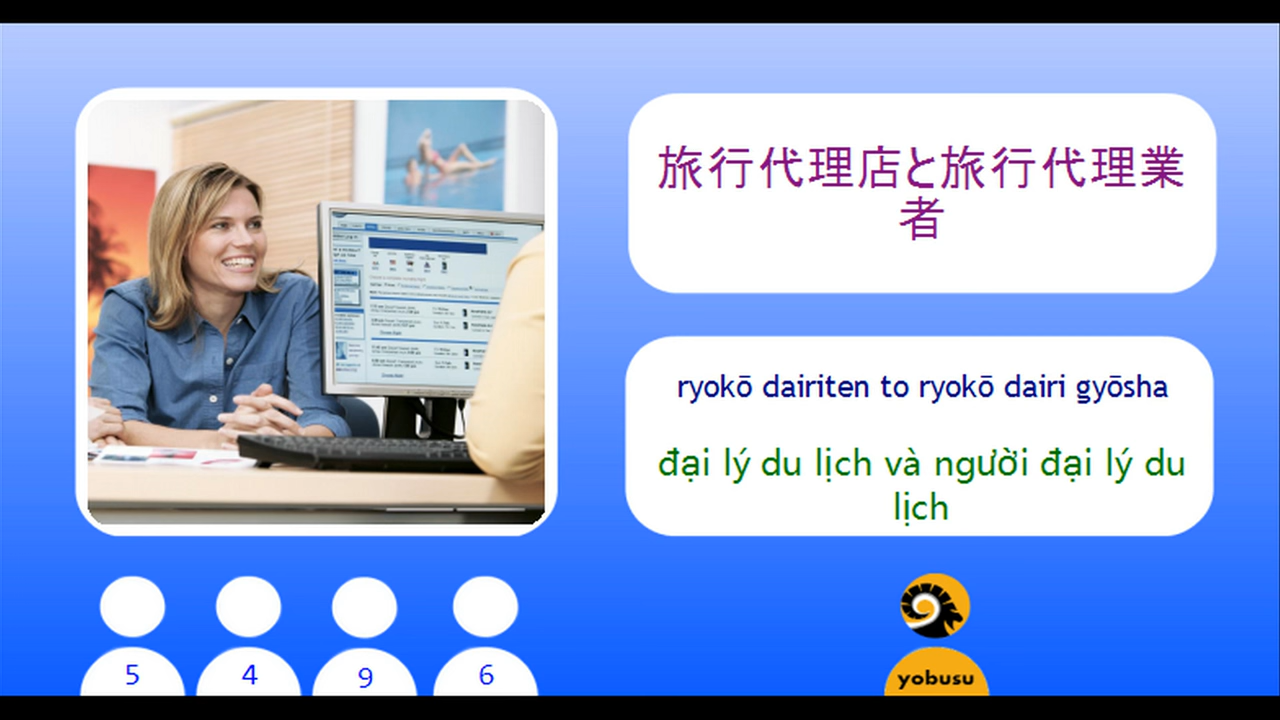 旅行代理店と旅行代理業
者
ryokō dairiten to ryokō dairi gyōsha
đại lý du lịch và người đại lý du
lịch
5 4 9 6
yobusu